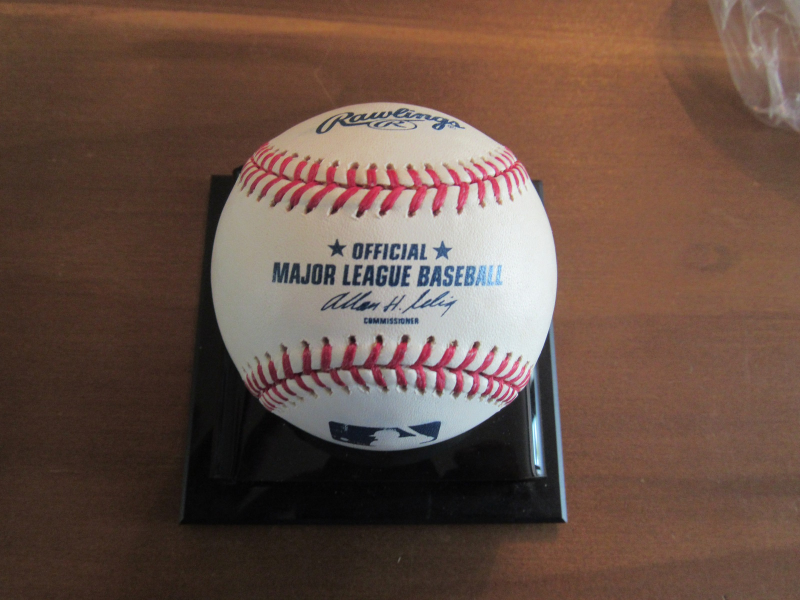 Rawlings
R
★ OFFICIAL ★
MAJOR LEAGUE BASEBALL
Allan H. Selig
COMMISSIONER